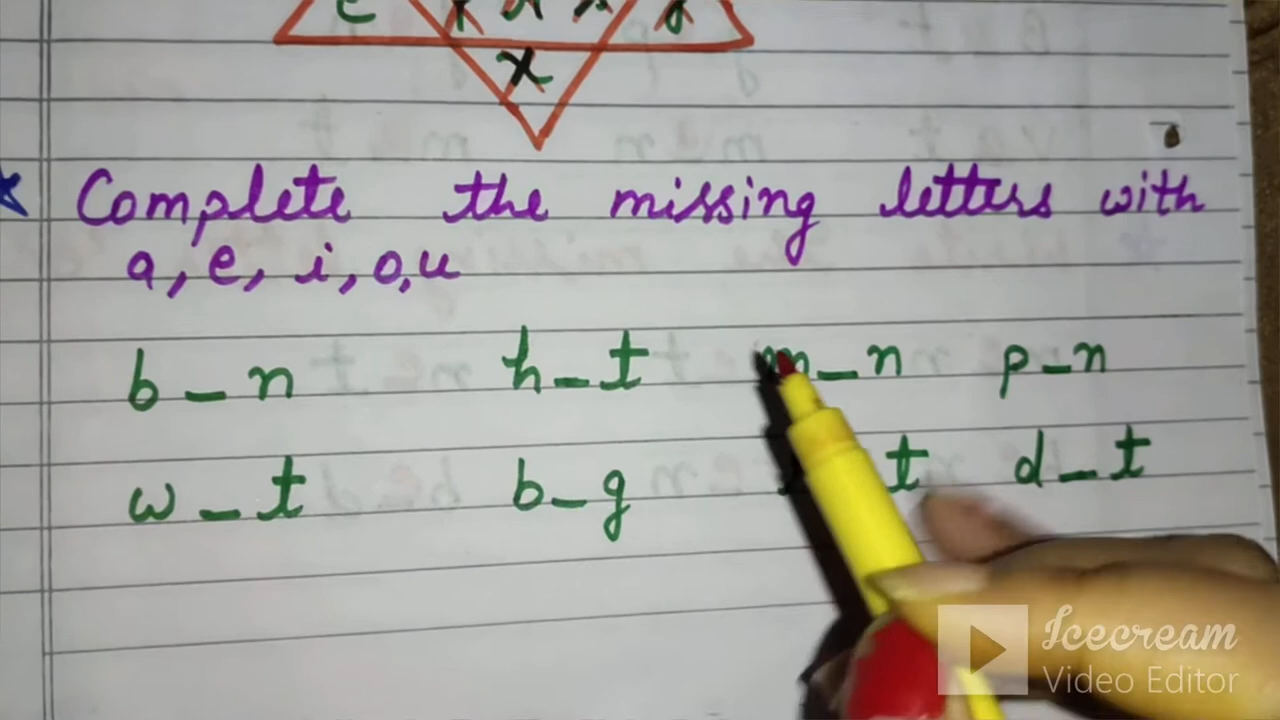 x
Complete the missing letters with
a, e, i, o, u
b_n h_t m_n p_n
w_t b_g t d_t
Icecream
Video Editor